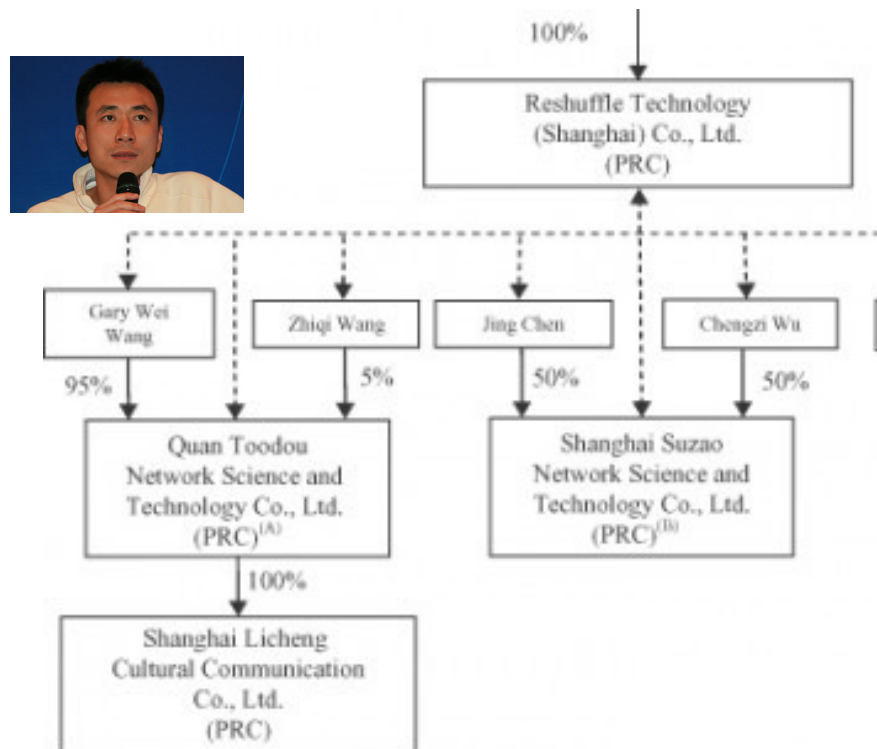 100%
Reshuffle Technology
(Shanghai) Co., Ltd.
(PRC)
Gary Wei
Wang
Zhiqi Wang
Jing Chen
Chengzi Wu
95%
5%
50%
50%
Quan Toodou
Network Science and
Technology Co., Ltd.
(PRC)(A)
Shanghai Suzao
Network Science and
Technology Co., Ltd.
(PRC)(B)
100%
Shanghai Licheng
Cultural Communication
Co., Ltd.
(PRC)